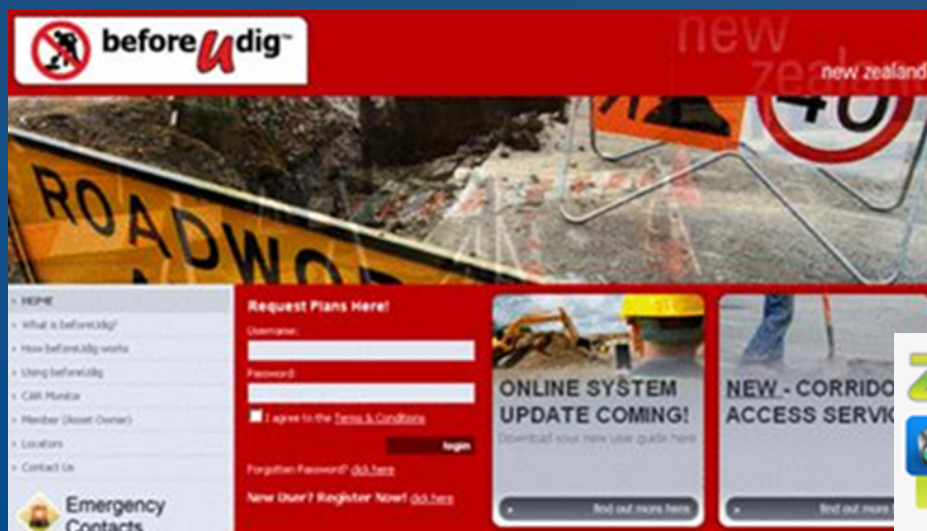 beforeUdig™
new
zealand
new zealand
ROADWO
40
HOME
What is beforeUdig?
How beforeUdig works
Using beforeUdig
CAR Monitor
Member (Asset Owner)
Locators
Contact Us
Emergency
Contacts
Request Plans Here!
Username:
Password:
I agree to the Terms & Conditions
login
Forgotten Password? click here
New User? Register Now! click here
ONLINE SYSTEM
UPDATE COMING!
Download your new user guide here
find out more here
NEW - CORRIDO
ACCESS SERVIC
find out more